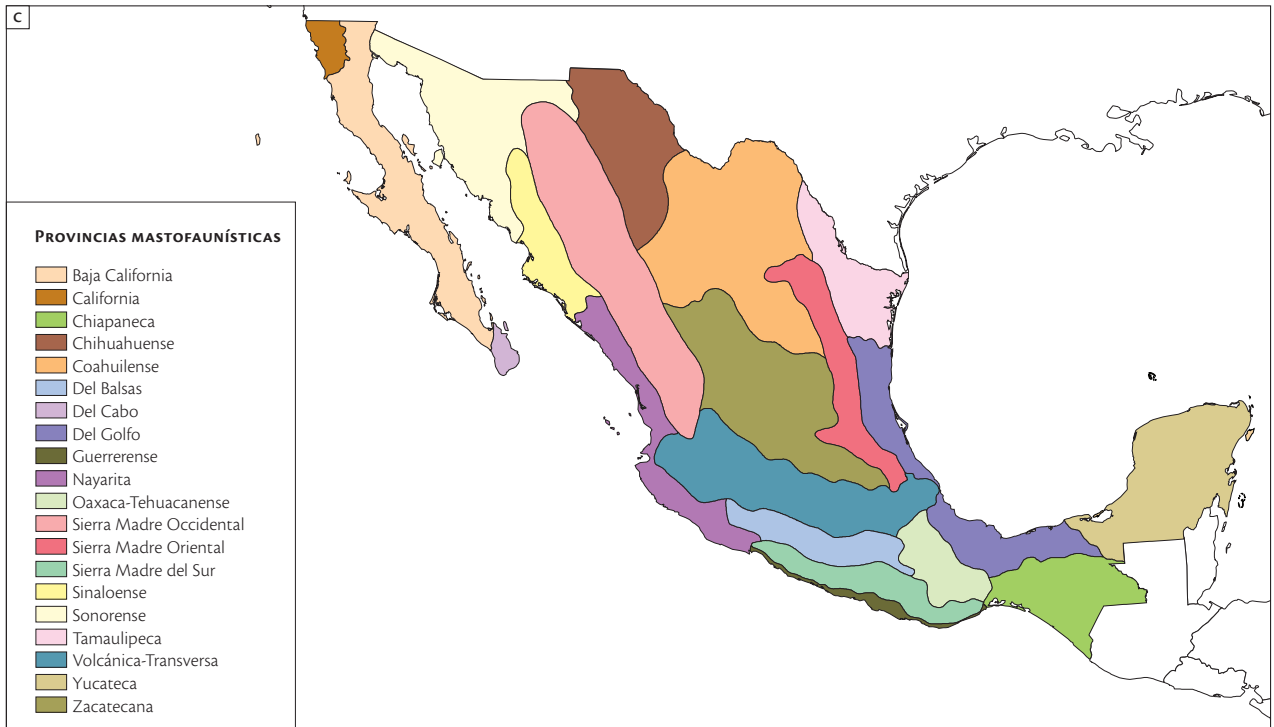 C
PROVINCIAS MASTOFAUNÍSTICAS
Baja California
California
Chiapaneca
Chihuahuense
Coahuilense
Del Balsas
Del Cabo
Del Golfo
Guerrerense
Nayarita
Oaxaca-Tehuacanense
Sierra Madre Occidental
Sierra Madre Oriental
Sierra Madre del Sur
Sinaloense
Sonorense
Tamaulipeca
Volcánica-Transversa
Yucateca
Zacatecana